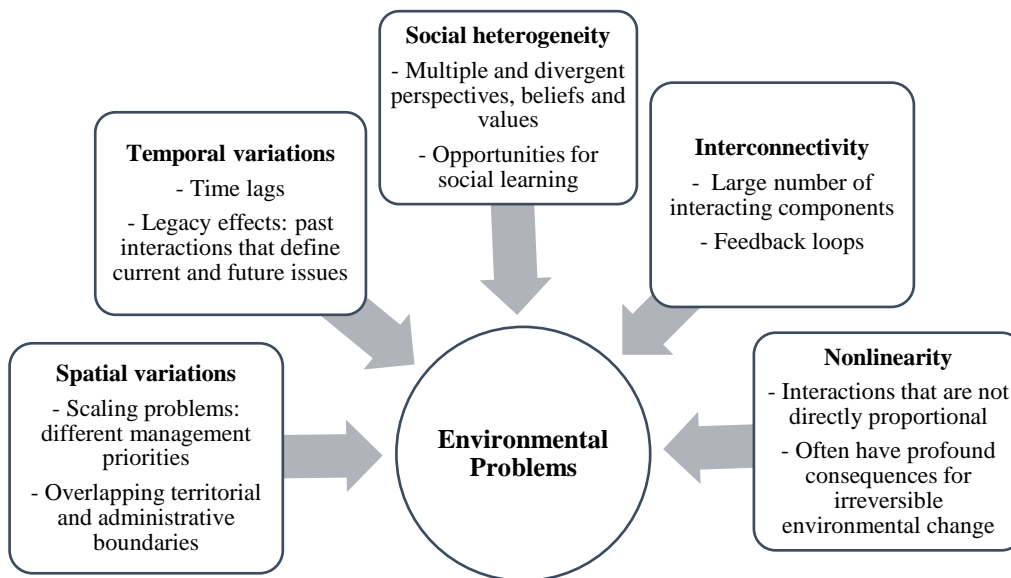 Social heterogeneity
- Multiple and divergent
perspectives, beliefs and
values
- Opportunities for
social learning
Temporal variations
- Time lags
- Legacy effects: past
interactions that define
current and future issues
Interconnectivity
- Large number of
interacting components
- Feedback loops
Spatial variations
- Scaling problems:
different management
priorities
- Overlapping territorial
and administrative
boundaries
Environmental
Problems
Nonlinearity
- Interactions that are not
directly proportional
- Often have profound
consequences for
irreversible
environmental change